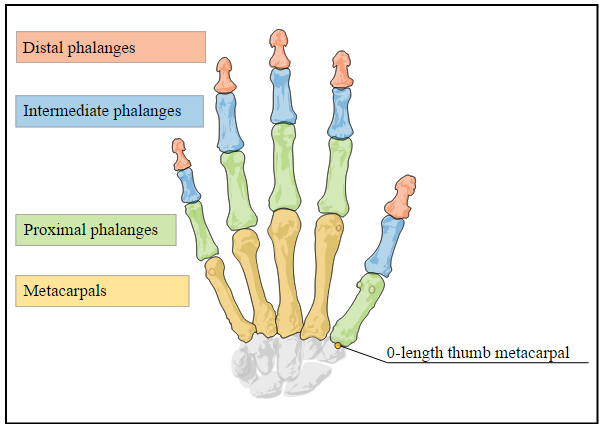 Distal phalanges
Intermediate phalanges
Proximal phalanges
Metacarpals
0-length thumb metacarpal